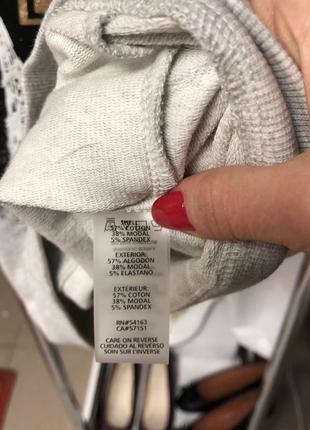 57% COTTON
38% MODAL
5% SPANDEX
EXTERIOR:
57% ALGODON
38% MODAL
5% ELASTANO
EXTÉRIEUR:
57% COTON
38% MODAL
5% SPANDEX
RN#54163
CA#57151
CARE ON REVERSE
CUIDADO AL REVERSO
SOIN SUR L'INVERSE